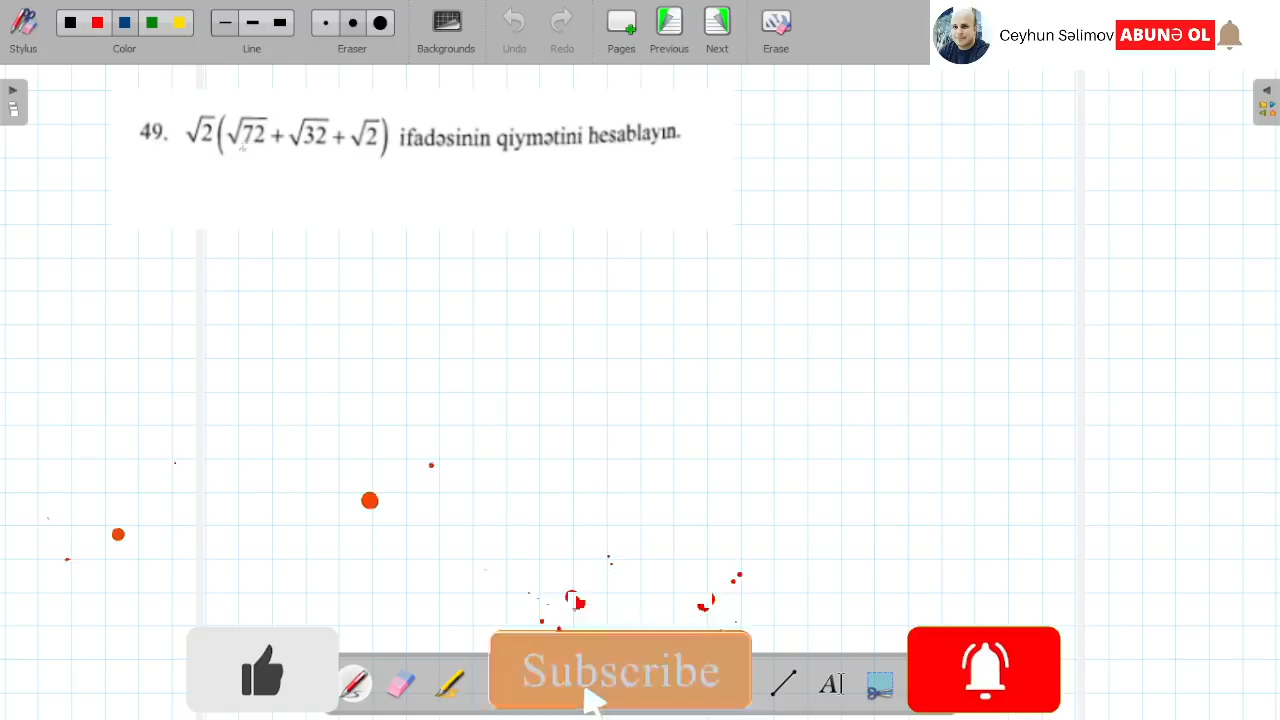 Stylus
Color
Line
Eraser
Backgrounds
Undo
Redo
Pages
Previous
Next
Erase
Ceyhun Səlimov
ABUNƏ OL
49. √2(√72 + √32 + √2) ifadəsinin qiymətini hesablayın.
Subscribe
AI